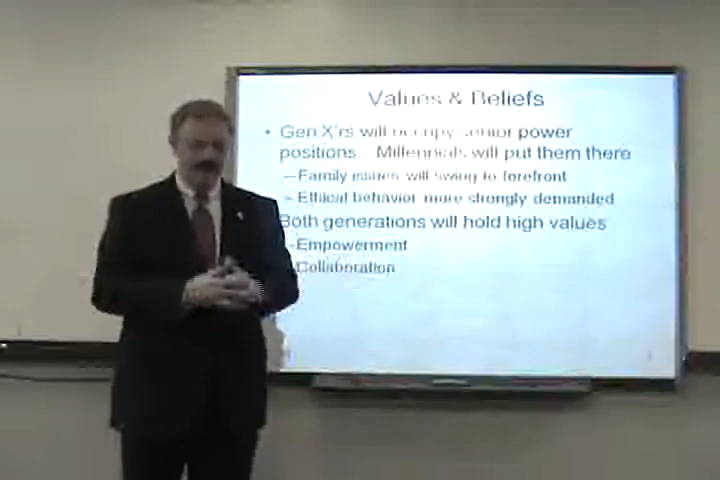 Values & Beliefs
• Gen X'rs will occupy senior power
positions. Millennials will put them there
–Family issues will swing to forefront
–Ethical behavior more strongly demanded
Both generations will hold high values
–Empowerment
–Collaboration